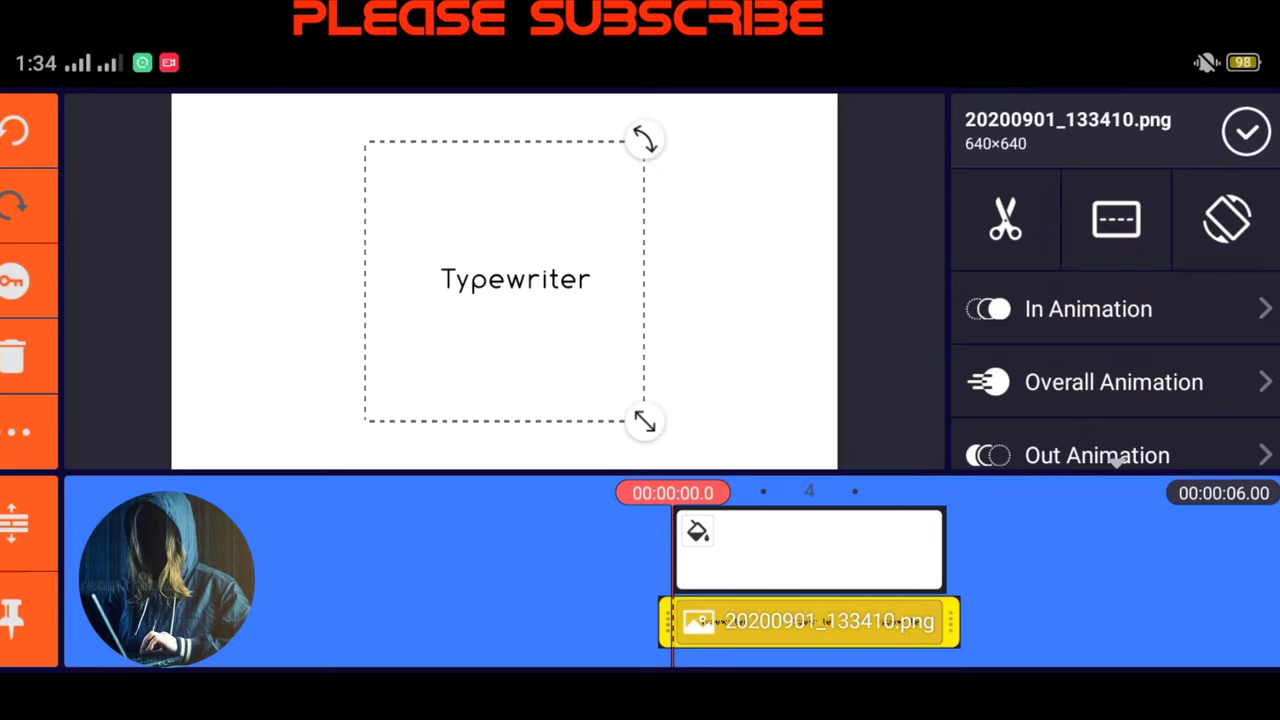 PLEASE SUBSCRIBE
1:34
98
20200901_133410.png
640×640
Typewriter
In Animation
Overall Animation
Out Animation
00:00:00.0
4
00:00:06.00
20200901_133410.png